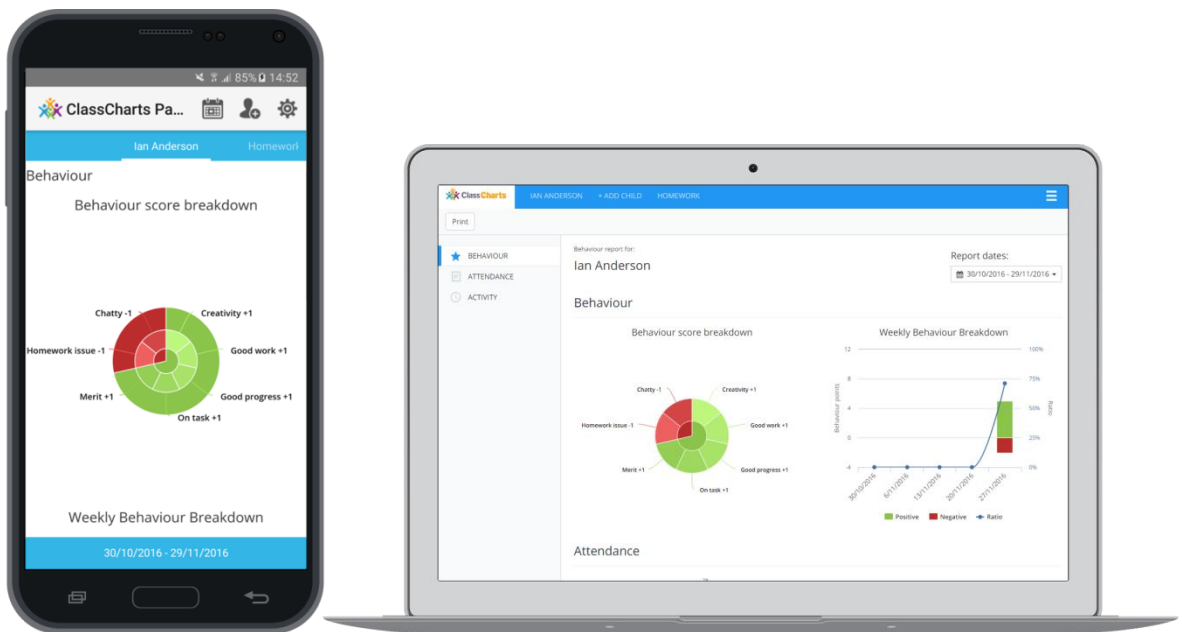 85% 14:52
ClassCharts Pa...
Ian Anderson Homework
Behaviour
Behaviour score breakdown
Chatty -1 Creativity +1
Homework issue -1 Good work +1
Merit +1 Good progress +1
On task +1
Weekly Behaviour Breakdown
30/10/2016 - 29/11/2016
ClassCharts IAN ANDERSON + ADD CHILD HOMEWORK
Print
BEHAVIOUR
ATTENDANCE
ACTIVITY
Behaviour report for:
Ian Anderson
Report dates:
30/10/2016 - 29/11/2016
Behaviour
Behaviour score breakdown
Chatty -1 Creativity +1
Homework issue -1 Good work +1
Merit +1 Good progress +1
On task +1
Weekly Behaviour Breakdown
12 100%
8 75%
4 50%
0 25%
-4 0%
Behaviour points
Ratio
30/10/2016 6/11/2016 13/11/2016 20/11/2016 27/11/2016
Positive Negative Ratio
Attendance